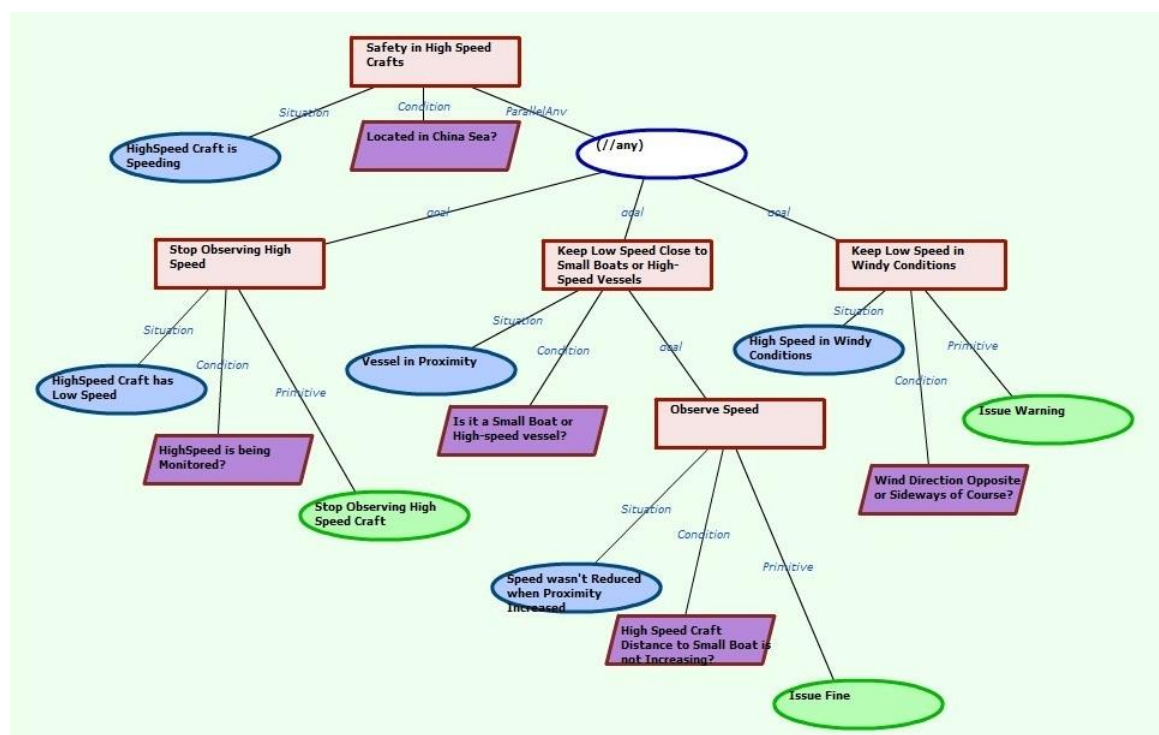 Safety in High Speed
Crafts
Situation
Condition
ParallelAny
HighSpeed Craft is
Speeding
Located in China Sea?
(//any)
goal
goal
goal
Stop Observing High
Speed
Keep Low Speed Close to
Small Boats or High-
Speed Vessels
Keep Low Speed in
Windy Conditions
Situation
Condition
Primitive
Situation
Condition
goal
Situation
Condition
Primitive
HighSpeed Craft has
Low Speed
Vessel in Proximity
High Speed in Windy
Conditions
HighSpeed is being
Monitored?
Is it a Small Boat or
High-speed vessel?
Observe Speed
Issue Warning
Stop Observing High
Speed Craft
Wind Direction Opposite
or Sideways of Course?
Situation
Condition
Primitive
Speed wasn't Reduced
when Proximity
Increased
High Speed Craft
Distance to Small Boat is
not Increasing?
Issue Fine